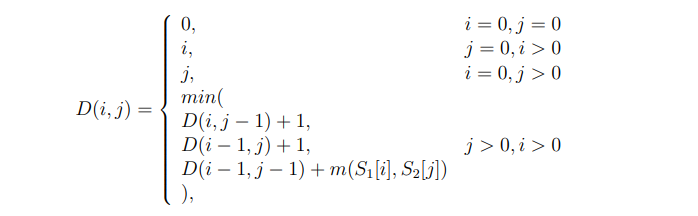 0, i = 0, j = 0
i, j = 0, i > 0
j, i = 0, j > 0
min(
D(i, j − 1) + 1,
D(i, j) = { D(i − 1, j) + 1, j > 0, i > 0
D(i − 1, j − 1) + m(S₁[i], S₂[j])
),